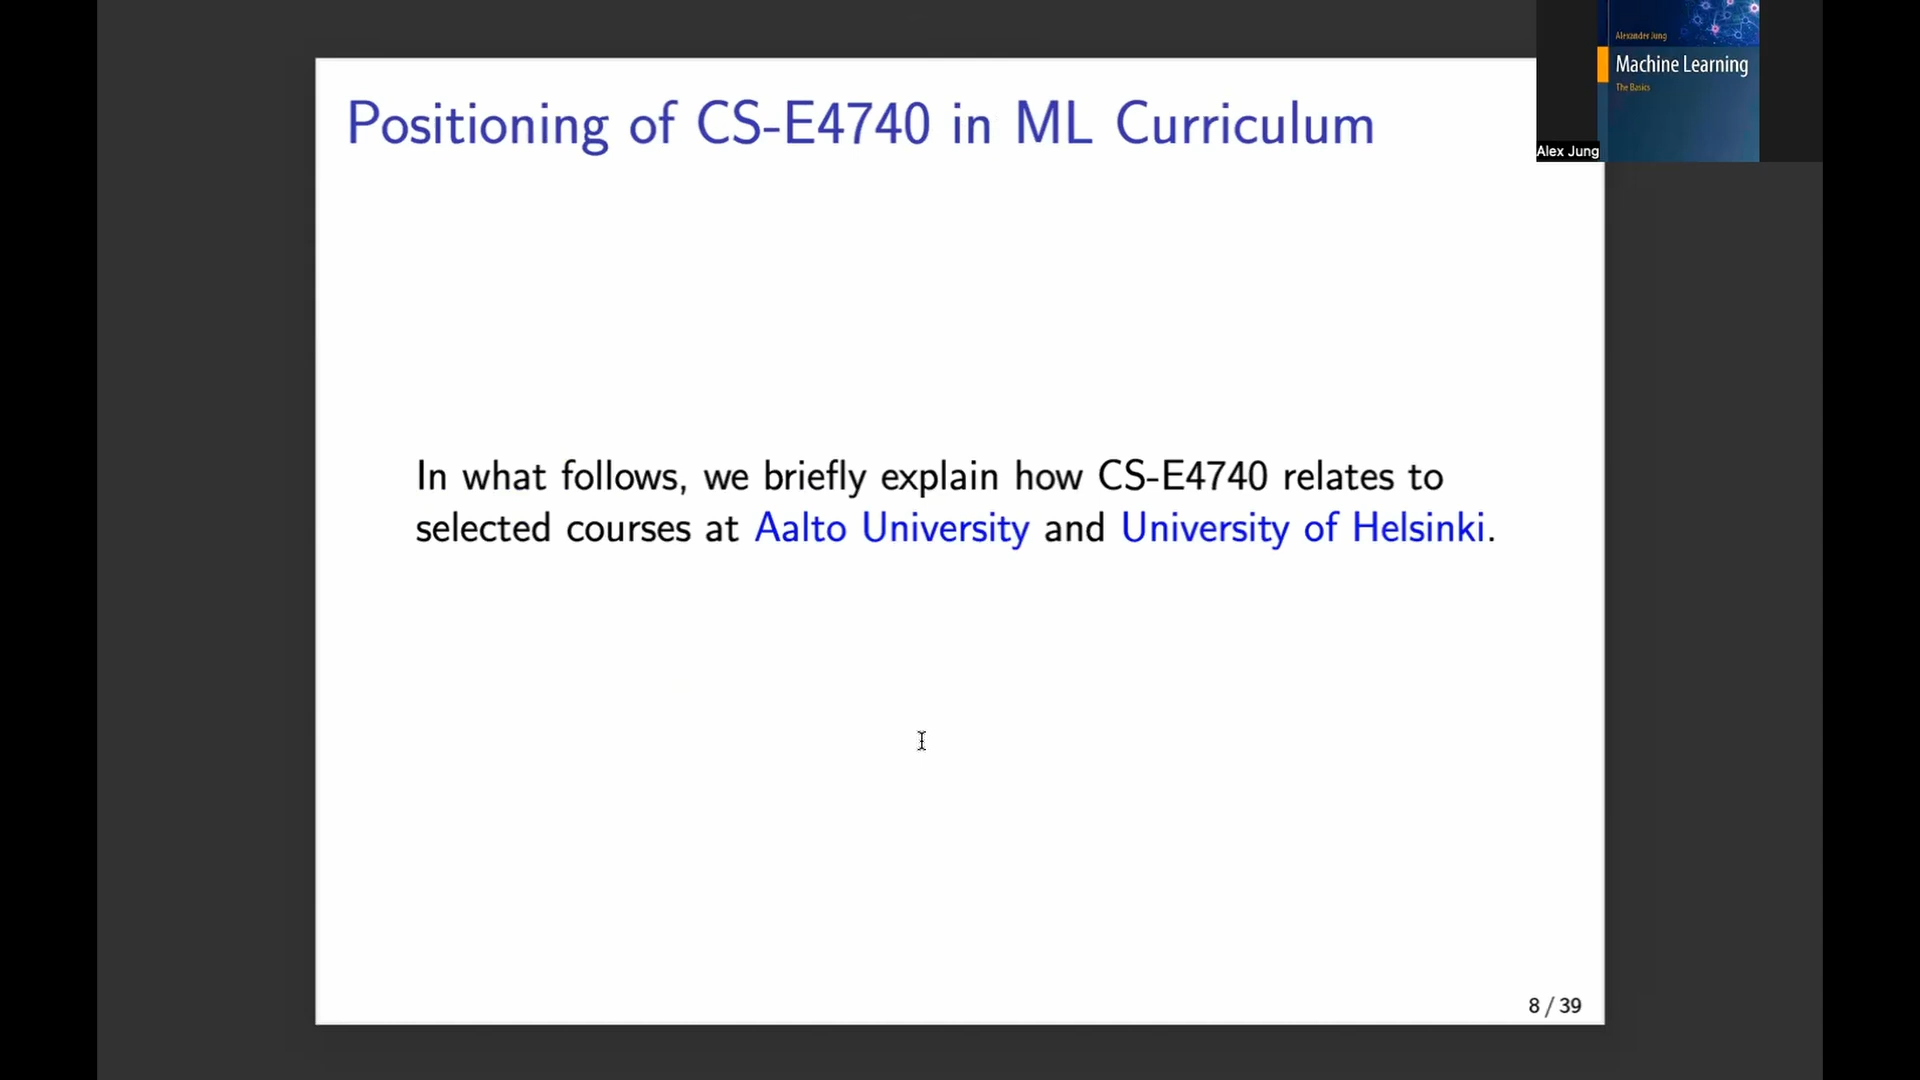 Alexander Jung
Machine Learning
The Basics
Alex Jung
Positioning of CS-E4740 in ML Curriculum
In what follows, we briefly explain how CS-E4740 relates to
selected courses at Aalto University and University of Helsinki.
8 / 39